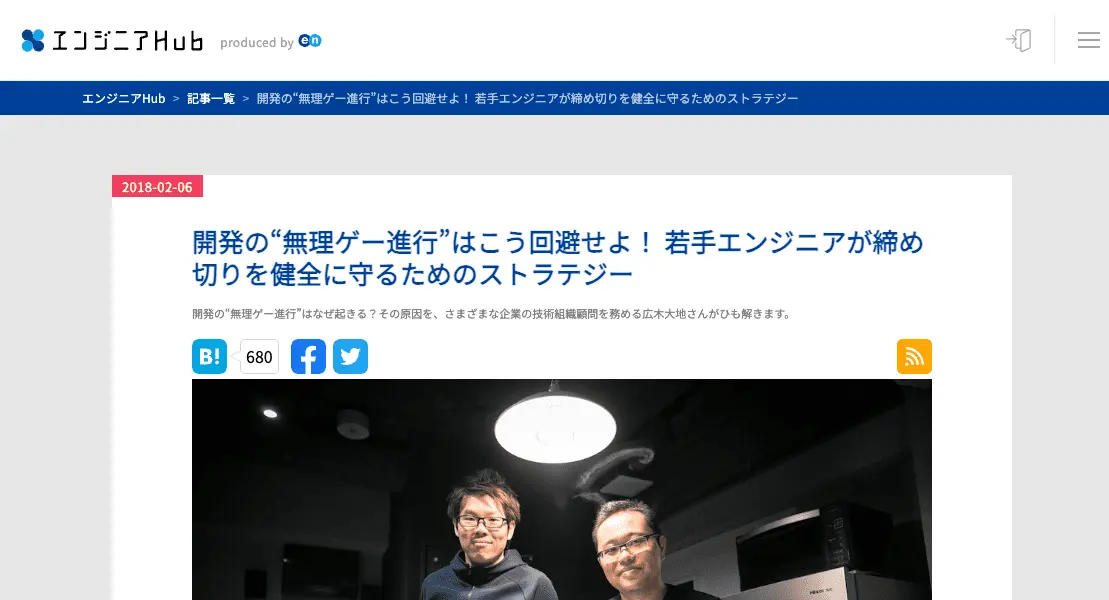 エンジニアHub produced by en
エンジニアHub > 記事一覧 > 開発の“無理ゲー進行”はこう回避せよ! 若手エンジニアが締め切りを健全に守るためのストラテジー
2018-02-06
開発の“無理ゲー進行”はこう回避せよ! 若手エンジニアが締め
切りを健全に守るためのストラテジー
開発の“無理ゲー進行”はなぜ起きる?その原因を、さまざまな企業の技術組織顧問を務める広木大地さんがひも解きます。
B! 680